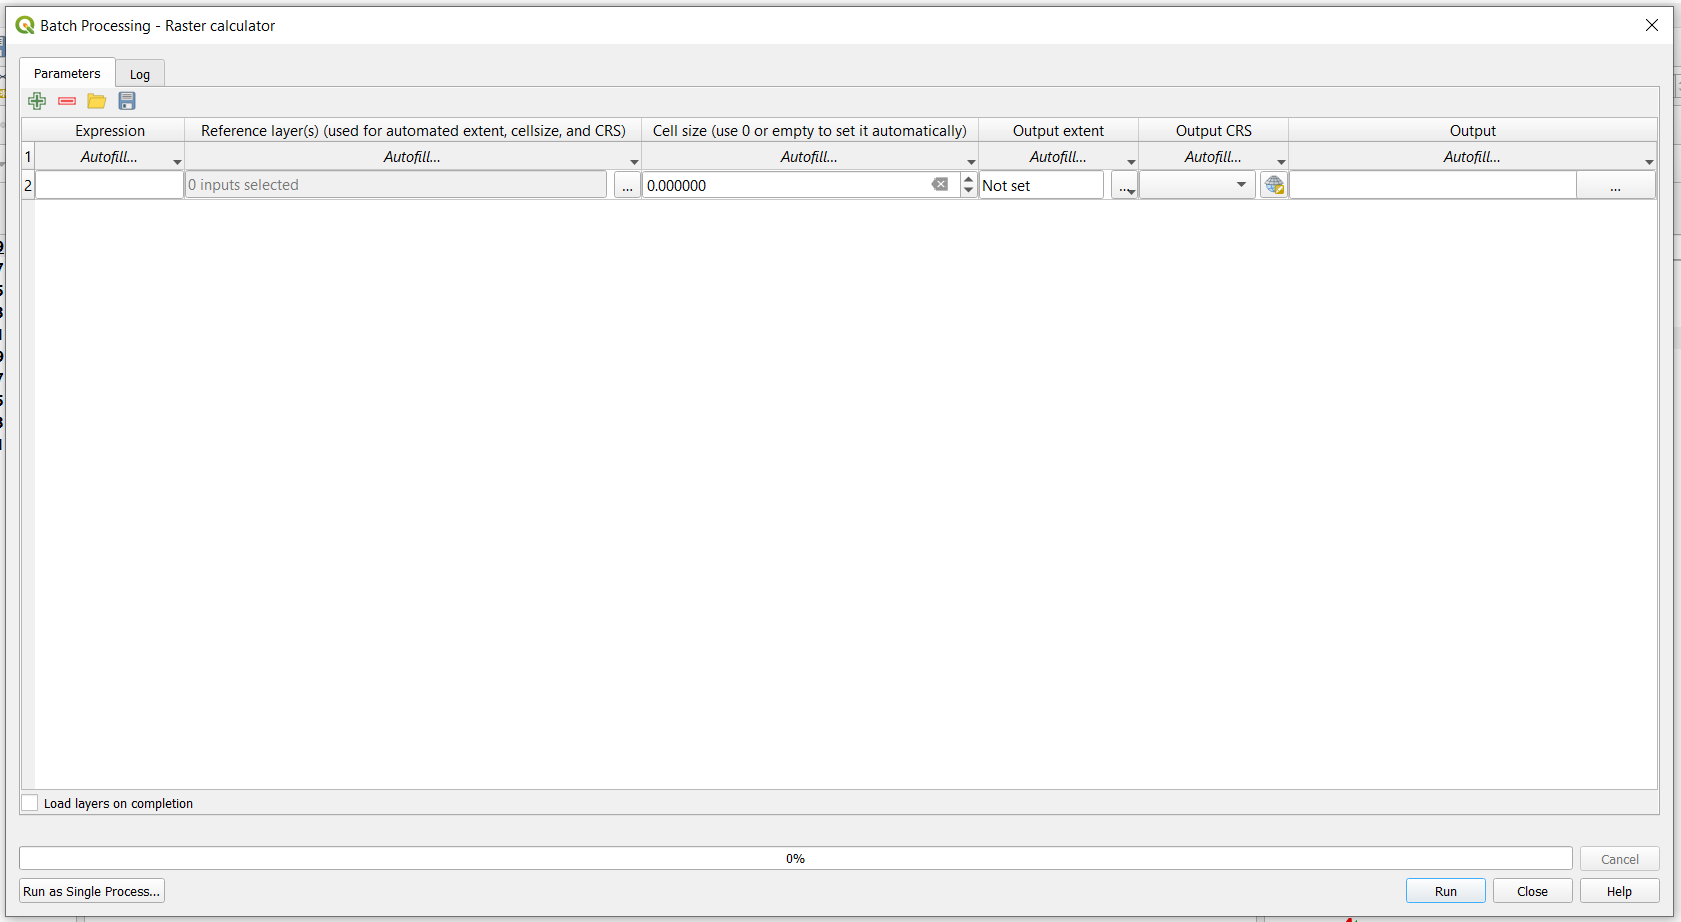 Batch Processing - Raster calculator
Parameters Log
Expression Reference layer(s) (used for automated extent, cellsize, and CRS) Cell size (use 0 or empty to set it automatically) Output extent Output CRS Output
1 Autofill... Autofill... Autofill... Autofill... Autofill... Autofill...
2 0 inputs selected ... 0.000000 Not set ... ...
Load layers on completion
0% Cancel
Run as Single Process... Run Close Help